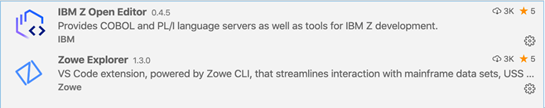 IBM Z Open Editor 0.4.5 3K 5
Provides COBOL and PL/I language servers as well as tools for IBM Z development.
IBM
Zowe Explorer 1.3.0 3K 5
VS Code extension, powered by Zowe CLI, that streamlines interaction with mainframe data sets, USS ...
Zowe